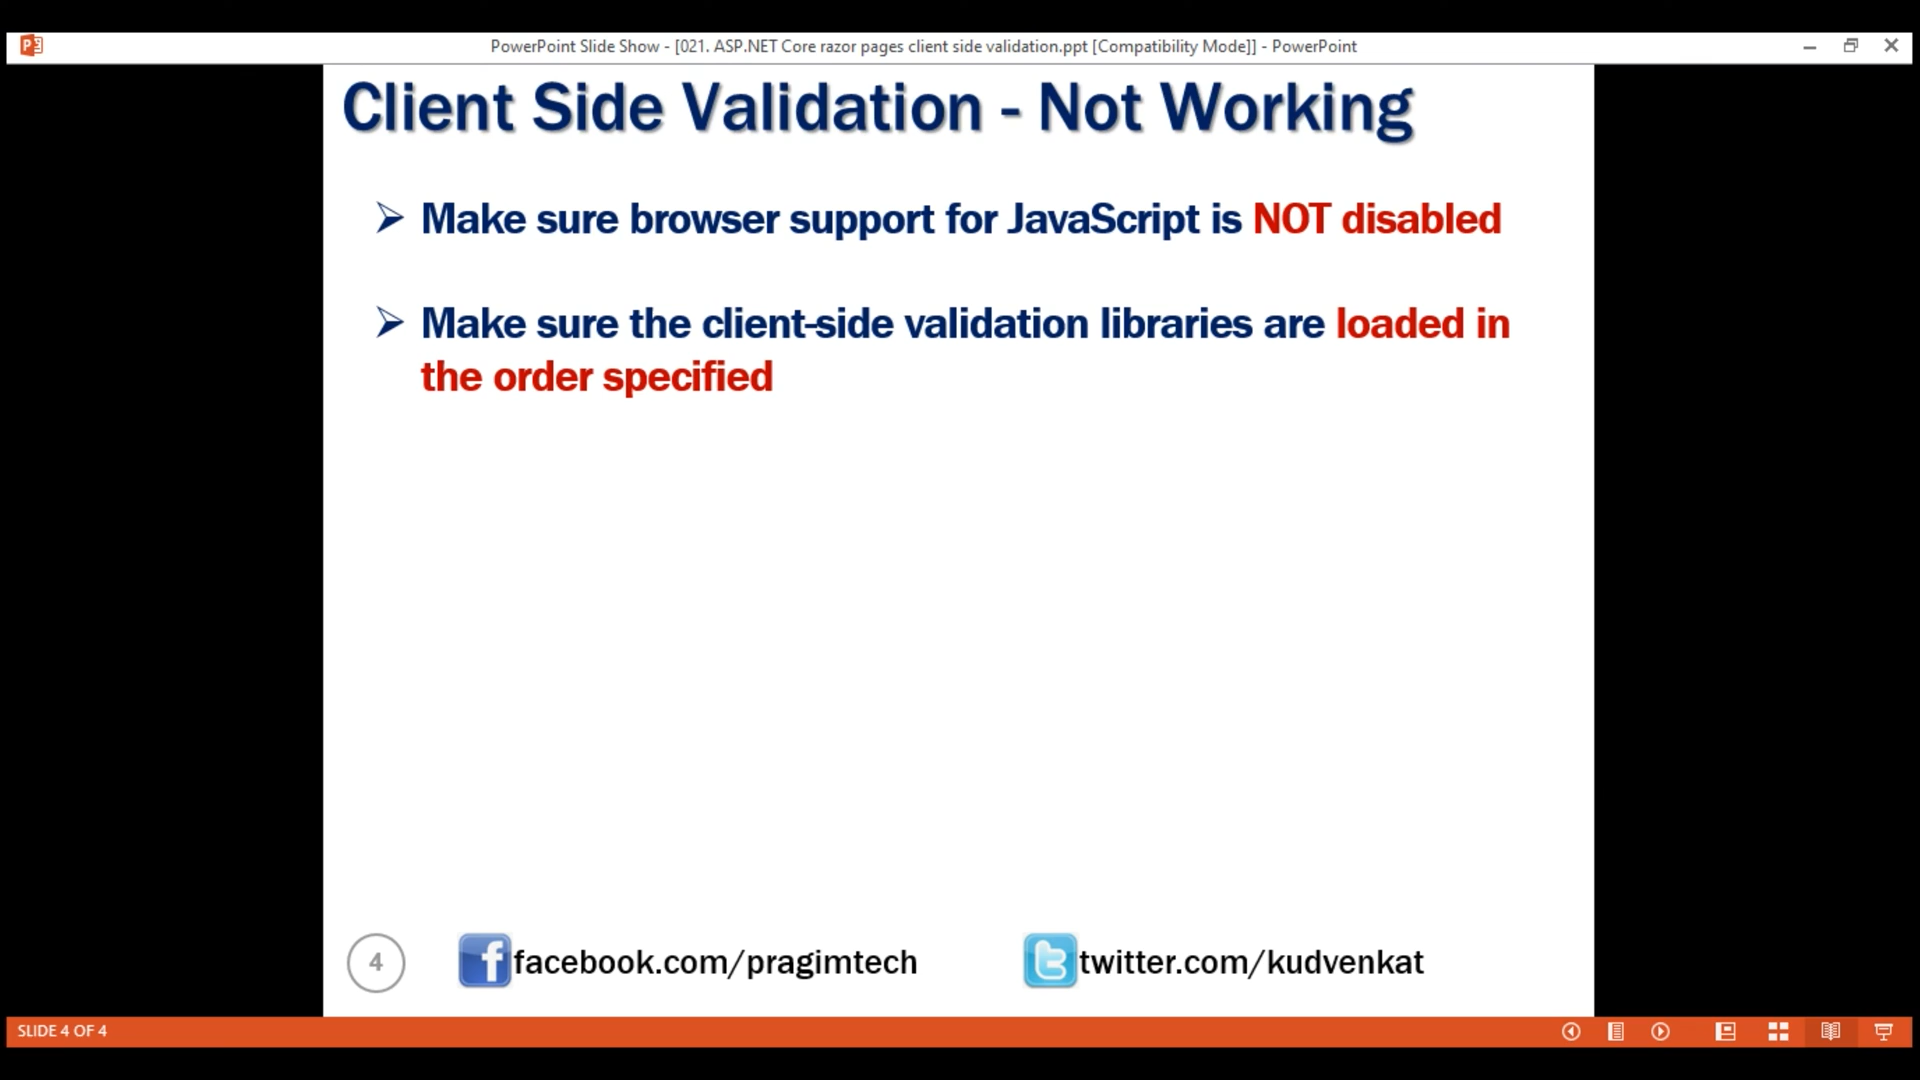 PowerPoint Slide Show - [021. ASP.NET Core razor pages client side validation.ppt [Compatibility Mode]] - PowerPoint
Client Side Validation - Not Working
Make sure browser support for JavaScript is NOT disabled
Make sure the client-side validation libraries are loaded in
the order specified
4 facebook.com/pragimtech twitter.com/kudvenkat
SLIDE 4 OF 4